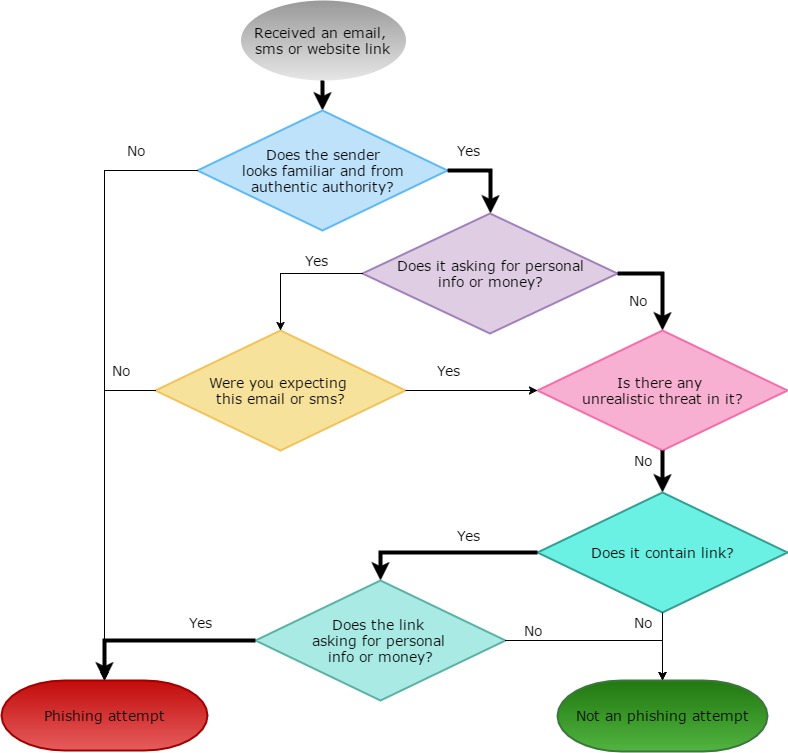 Received an email,
sms or website link
No
Yes
Does the sender
looks familiar and from
authentic authority?
Yes
Does it asking for personal
info or money?
No
No
Were you expecting
this email or sms?
Yes
Is there any
unrealistic threat in it?
No
Yes
Does it contain link?
Yes
Does the link
asking for personal
info or money?
No
No
Phishing attempt
Not an phishing attempt